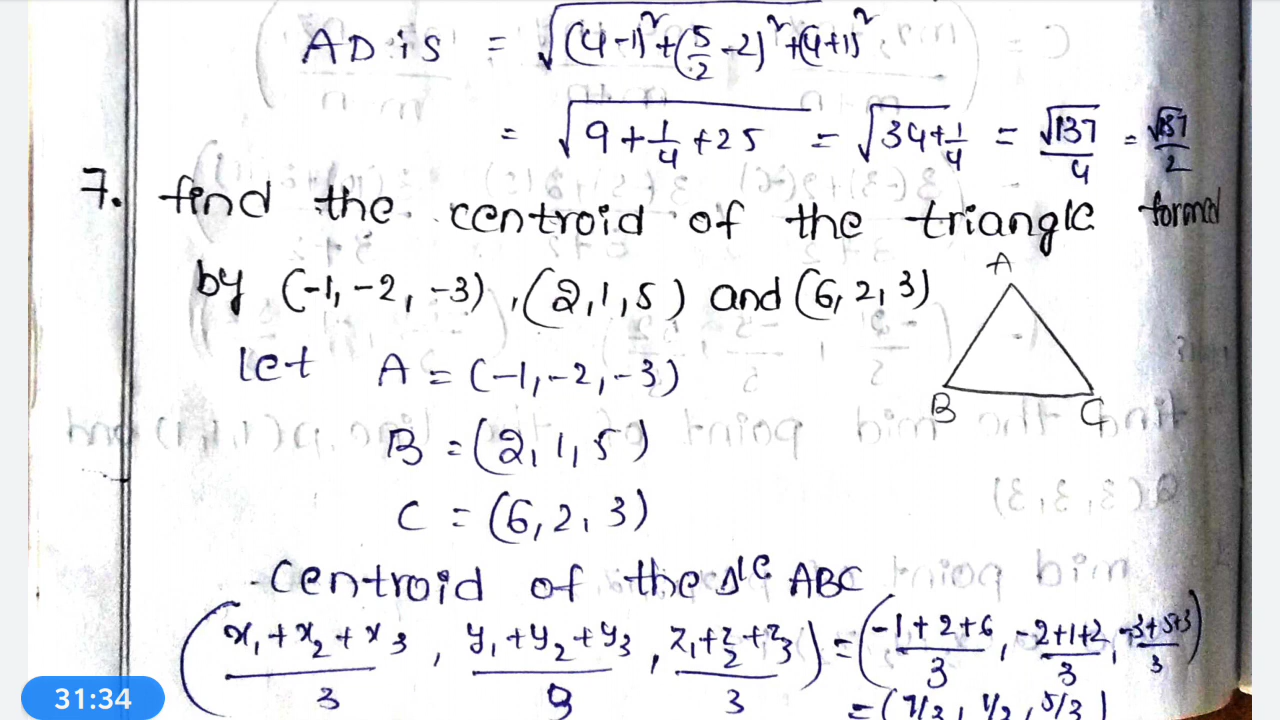 AD is = √(4-1)²+(5/2-2)²+(4+1)²
= √9+1/4+25 = √34+1/4 = √137/4 = √137/2
7. find the centroid of the triangle formed
by (-1, -2, -3), (2, 1, 5) and (6, 2, 3)
A
let A = (-1, -2, -3)
B C
B = (2, 1, 5)
C = (6, 2, 3)
centroid of the Δle ABC
(x₁+x₂+x₃/3, y₁+y₂+y₃/3, z₁+z₂+z₃/3) = (-1+2+6/3, -2+1+2/3, -3+5+3/3)
= (7/3, 1/3, 5/3)
31:34